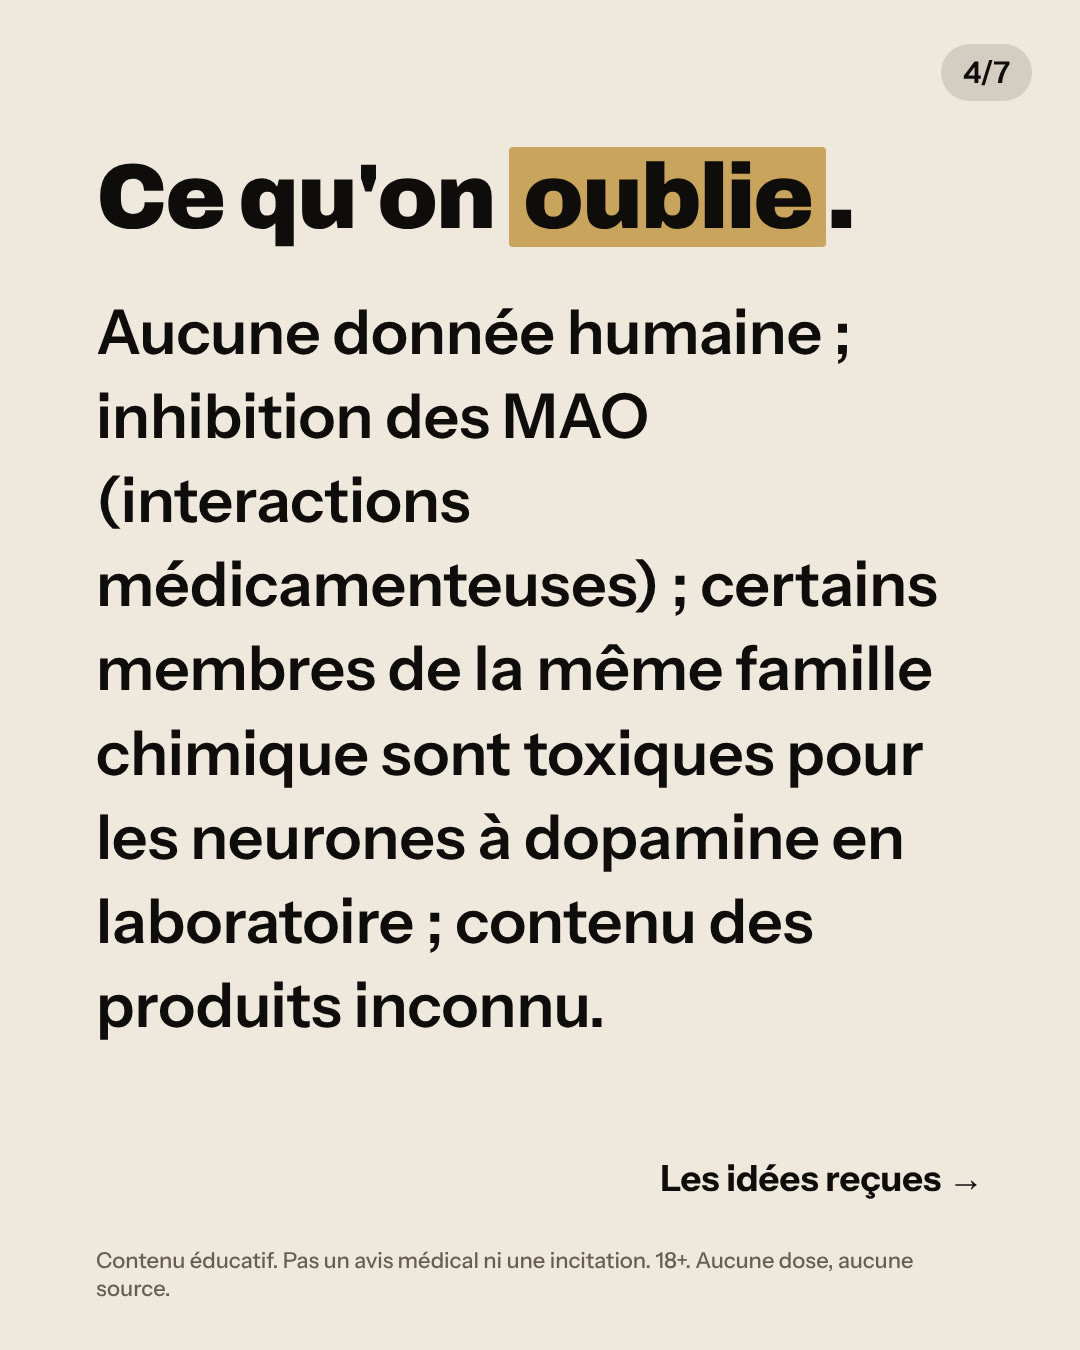 4/7
Ce qu'on oublie.
Aucune donnée humaine ;
inhibition des MAO
(interactions
médicamenteuses) ; certains
membres de la même famille
chimique sont toxiques pour
les neurones à dopamine en
laboratoire ; contenu des
produits inconnu.
Les idées reçues →
Contenu éducatif. Pas un avis médical ni une incitation. 18+. Aucune dose, aucune
source.